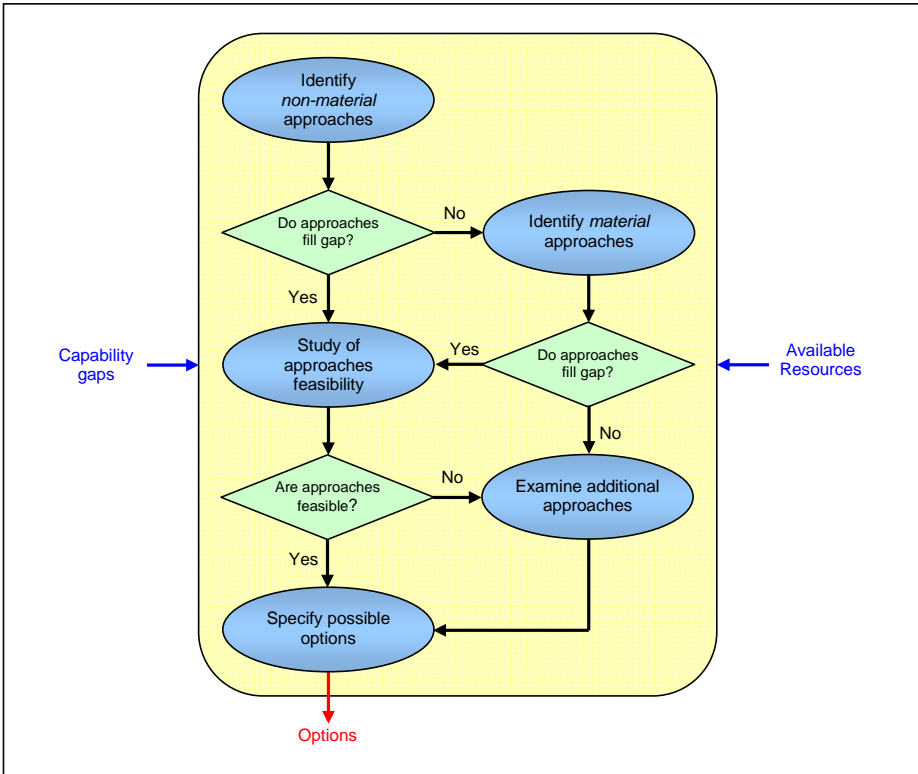 Identify
non-material
approaches
Do approaches
fill gap?
No
Identify material
approaches
Yes
Capability
gaps
Study of
approaches
feasibility
Yes
Do approaches
fill gap?
Available
Resources
No
Are approaches
feasible?
No
Examine additional
approaches
Yes
Specify possible
options
Options